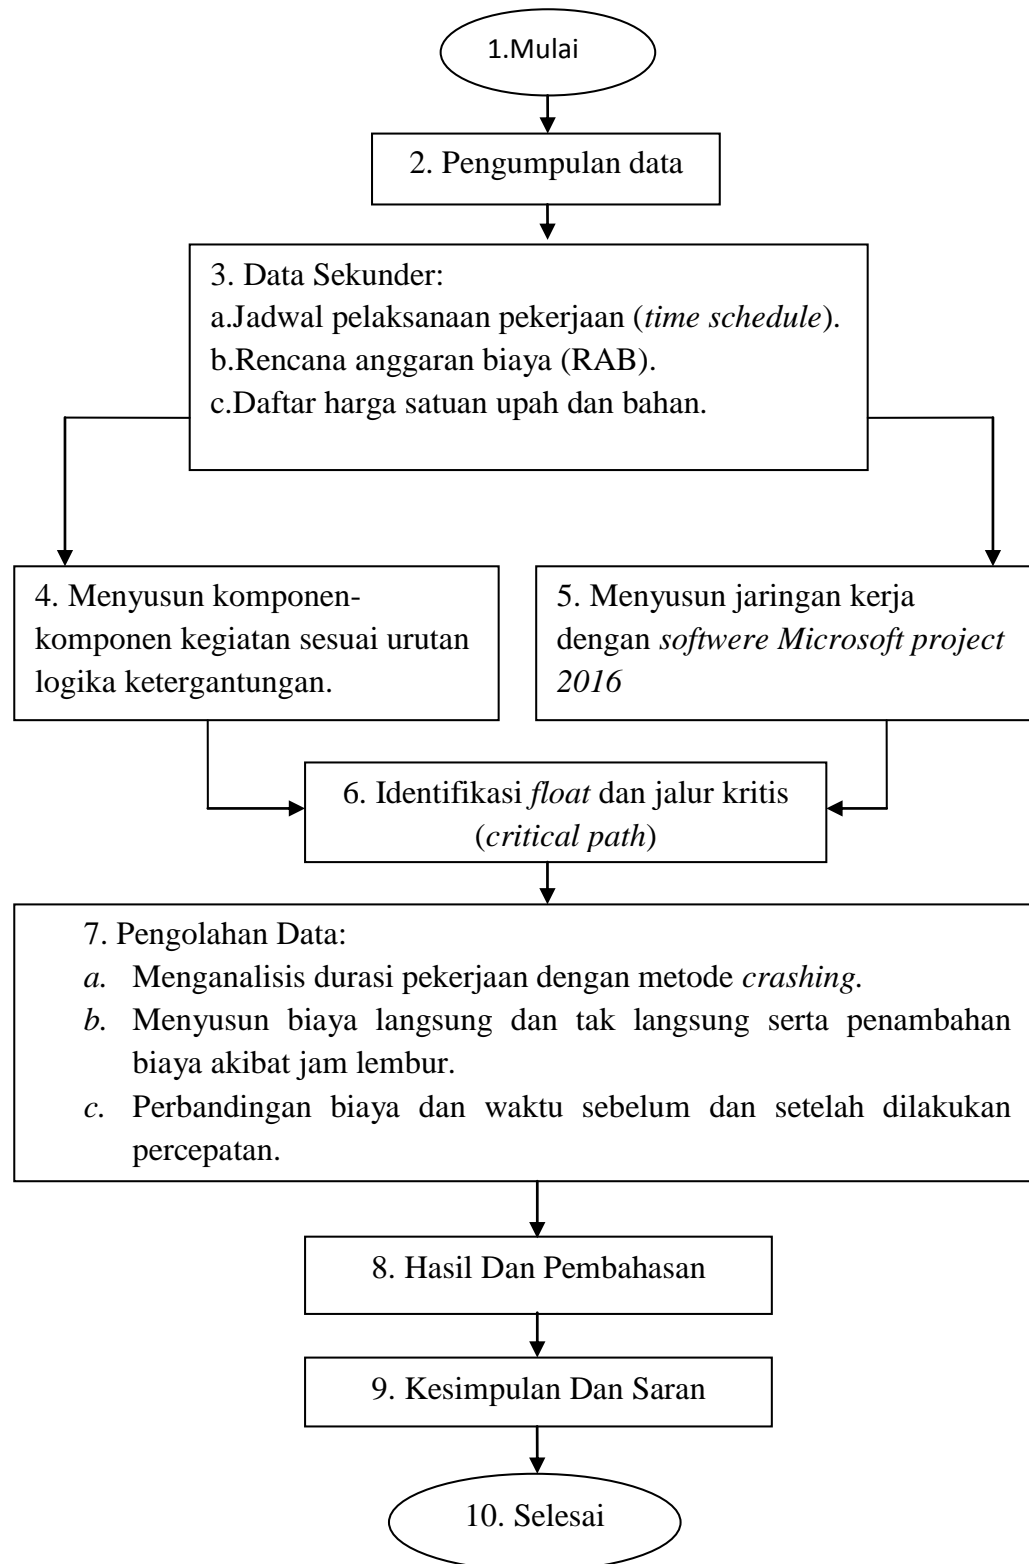 1.Mulai
2. Pengumpulan data
3. Data Sekunder:
a.Jadwal pelaksanaan pekerjaan (time schedule).
b.Rencana anggaran biaya (RAB).
c.Daftar harga satuan upah dan bahan.
4. Menyusun komponen-
komponen kegiatan sesuai urutan
logika ketergantungan.
5. Menyusun jaringan kerja
dengan softwere Microsoft project
2016
6. Identifikasi float dan jalur kritis
(critical path)
7. Pengolahan Data:
a. Menganalisis durasi pekerjaan dengan metode crashing.
b. Menyusun biaya langsung dan tak langsung serta penambahan
biaya akibat jam lembur.
c. Perbandingan biaya dan waktu sebelum dan setelah dilakukan
percepatan.
8. Hasil Dan Pembahasan
9. Kesimpulan Dan Saran
10. Selesai